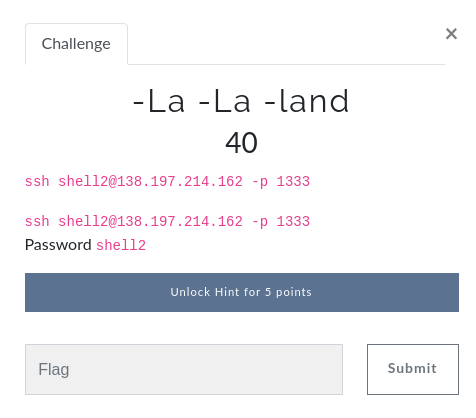 Challenge
×
-La -La -land
40
ssh shell2@138.197.214.162 -p 1333
ssh shell2@138.197.214.162 -p 1333
Password shell2
Unlock Hint for 5 points
Flag
Submit